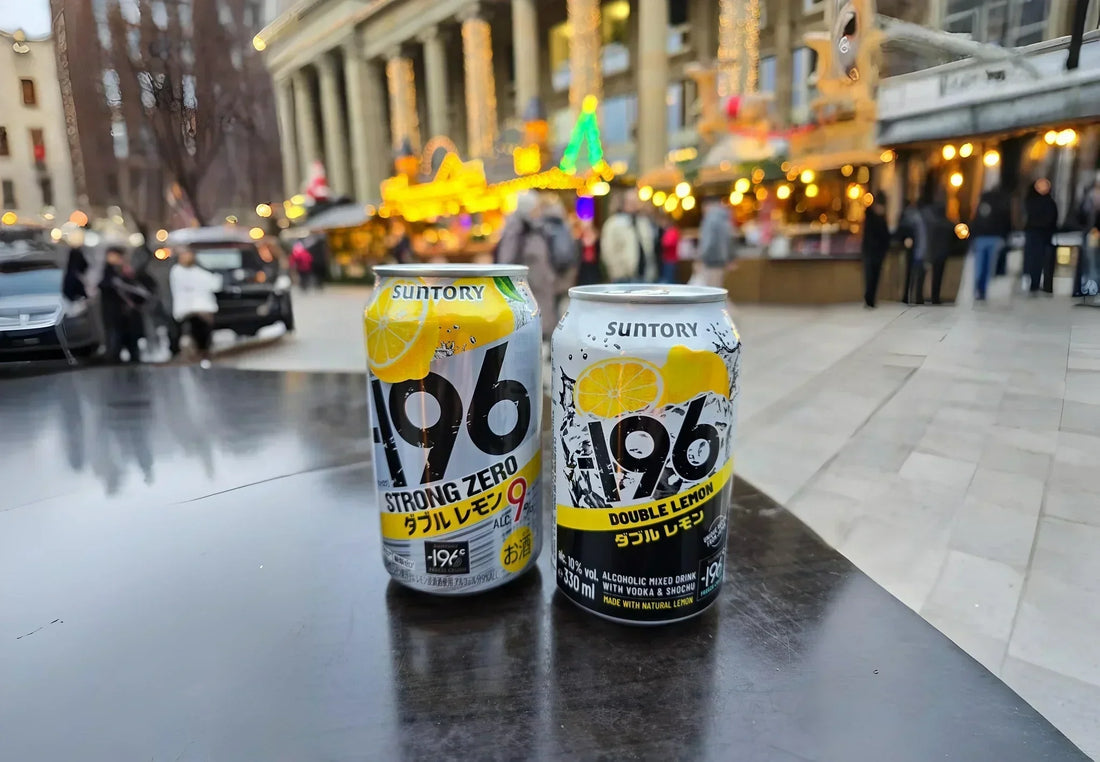 SUNTORY
-196
STRONG ZERO
ダブルレモン
ALC.9
お酒
-196℃
SUNTORY
-196
DOUBLE LEMON
ダブルレモン
alc. 10% vol.
e 330 ml
ALCOHOLIC MIXED DRINK
WITH VODKA & SHOCHU
MADE WITH NATURAL LEMON
-196